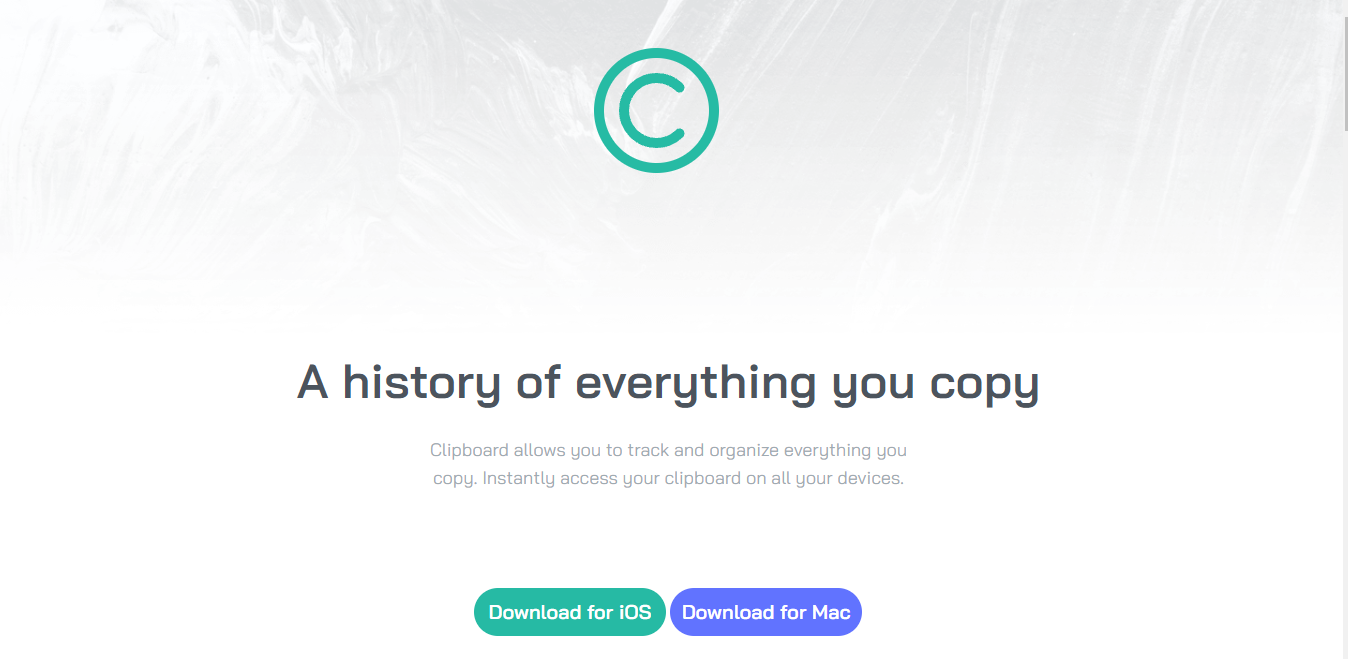 A history of everything you copy
Clipboard allows you to track and organize everything you
copy. Instantly access your clipboard on all your devices.
Download for iOS Download for Mac